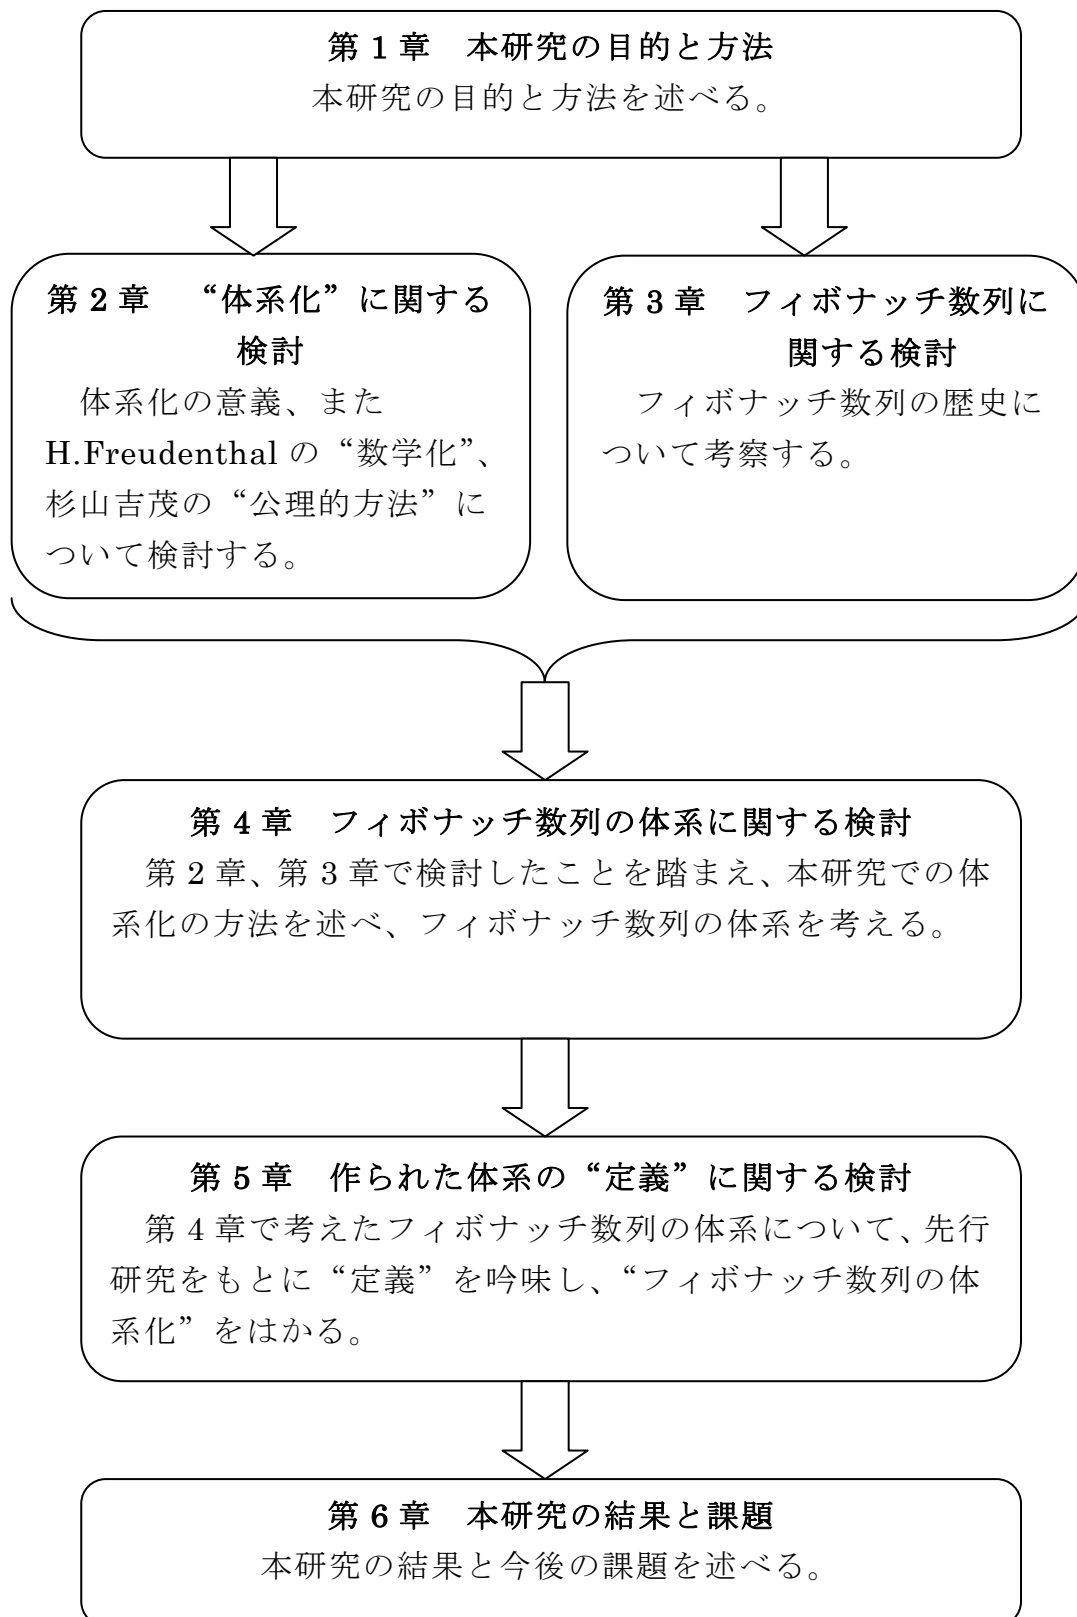 第1章 本研究の目的と方法
本研究の目的と方法を述べる。
第2章 “体系化”に関する
検討
体系化の意義、また
H.Freudenthal の“数学化”、
杉山吉茂の“公理的方法”に
ついて検討する。
第3章 フィボナッチ数列に
関する検討
フィボナッチ数列の歴史に
ついて考察する。
第4章 フィボナッチ数列の体系に関する検討
第2章、第3章で検討したことを踏まえ、本研究での体
系化の方法を述べ、フィボナッチ数列の体系を考える。
第5章 作られた体系の“定義”に関する検討
第4章で考えたフィボナッチ数列の体系について、先行
研究をもとに“定義”を吟味し、“フィボナッチ数列の体
系化”をはかる。
第6章 本研究の結果と課題
本研究の結果と今後の課題を述べる。